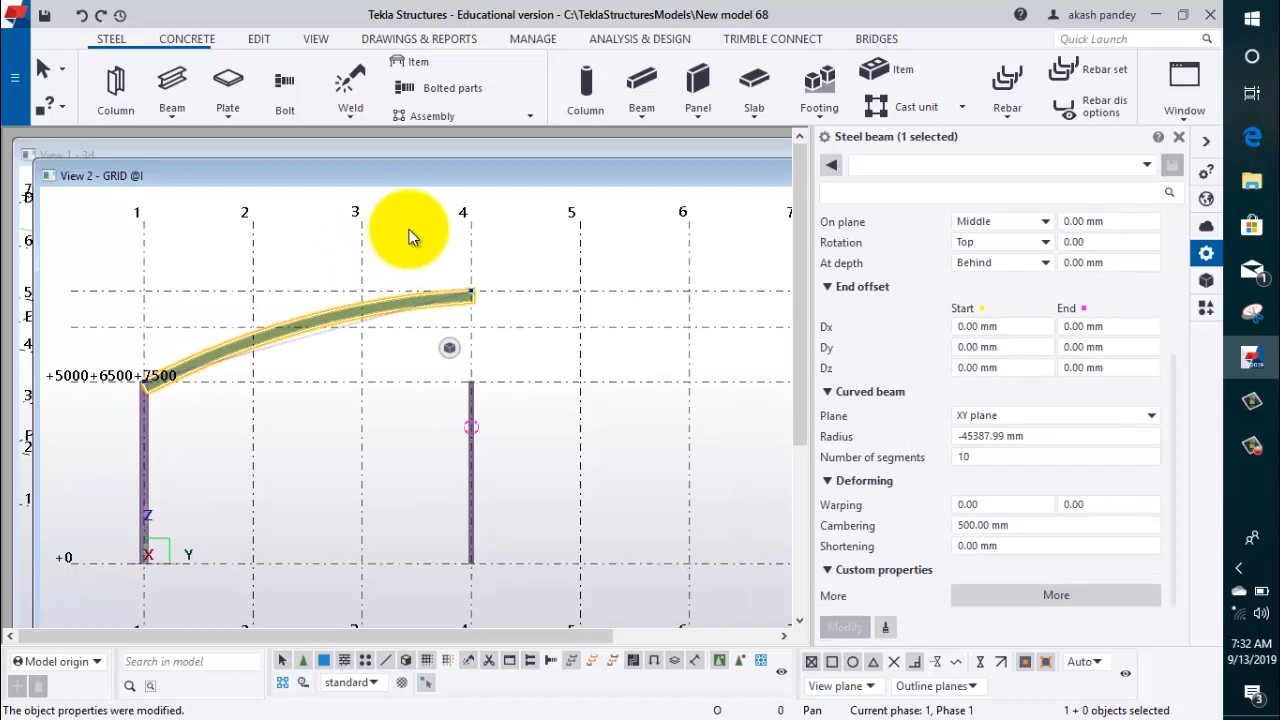 Tekla Structures - Educational version - C:\TeklaStructuresModels\New model 68
akash pandey
STEEL CONCRETE EDIT VIEW DRAWINGS & REPORTS MANAGE ANALYSIS & DESIGN TRIMBLE CONNECT BRIDGES
Quick Launch
Column Beam Plate Bolt Weld
Item
Bolted parts
Assembly
Column Beam Panel Slab Footing
Item
Cast unit
Rebar
Rebar set
Rebar dis
options
Window
View 1 - 3d
View 2 - GRID @I
1 2 3 4 5 6 7
+5000+6500+7500
+0
Z
X Y
Steel beam (1 selected)
On plane Middle 0.00 mm
Rotation Top 0.00
At depth Behind 0.00 mm
End offset
Start End
Dx 0.00 mm 0.00 mm
Dy 0.00 mm 0.00 mm
Dz 0.00 mm 0.00 mm
Curved beam
Plane XY plane
Radius -45387.99 mm
Number of segments 10
Deforming
Warping 0.00 0.00
Cambering 500.00 mm
Shortening 0.00 mm
Custom properties
More More
Modify
Model origin
Search in model
standard
Auto
View plane
Outline planes
The object properties were modified.
O 0
Pan
Current phase: 1, Phase 1
1 + 0 objects selected
1
7:32 AM
9/13/2019
3